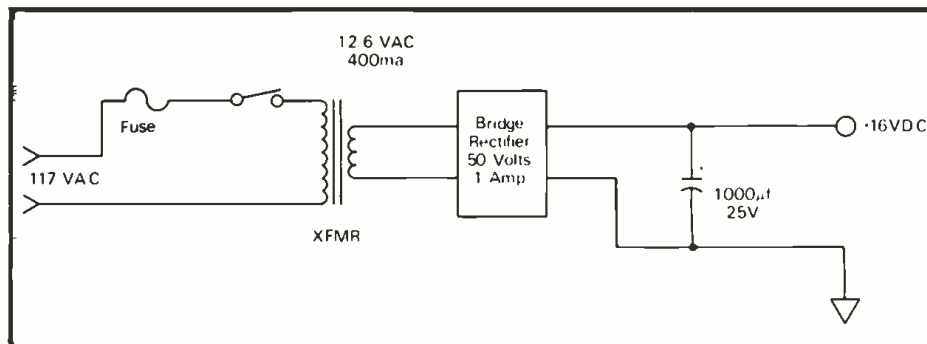 12 6 VAC
400ma
Fuse
117 VAC
XFMR
Bridge
Rectifier
50 Volts
1 Amp
+
1000µf
25V
·16VDC